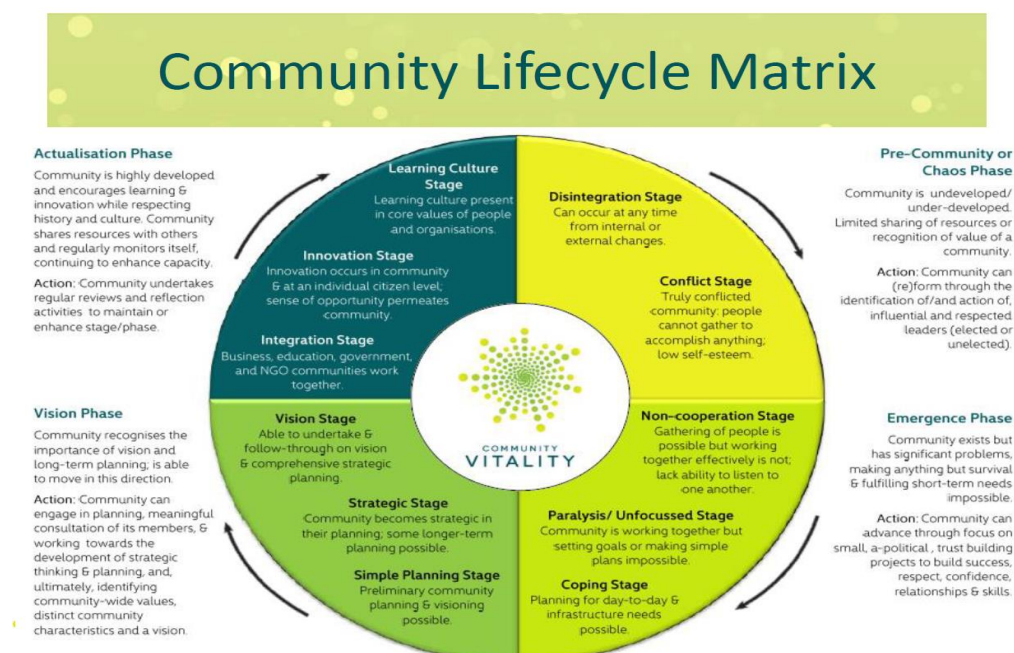 Community Lifecycle Matrix
Actualisation Phase
Community is highly developed
and encourages learning &
innovation while respecting
history and culture. Community
shares resources with others
and regularly monitors itself,
continuing to enhance capacity.
Action: Community undertakes
regular reviews and reflection
activities to maintain or
enhance stage/phase.
Learning Culture
Stage
Learning culture present
in core values of people
and organisations.
Innovation Stage
Innovation occurs in community
& at an individual citizen level;
sense of opportunity permeates
community.
Integration Stage
Business, education, government,
and NGO communities work
together.
Disintegration Stage
Can occur at any time
from internal or
external changes.
Conflict Stage
Truly conflicted
community: people
cannot gather to
accomplish anything;
low self-esteem.
Pre-Community or
Chaos Phase
Community is undeveloped/
under-developed.
Limited sharing of resources or
recognition of value of a
community.
Action: Community can
(re)form through the
identification of/and action of,
influential and respected
leaders (elected or
unelected).
COMMUNITY
VITALITY
Vision Phase
Community recognises the
importance of vision and
long-term planning; is able
to move in this direction.
Action: Community can
engage in planning, meaningful
consultation of its members, &
working towards the
development of strategic
thinking & planning, and,
ultimately, identifying
community-wide values,
distinct community
characteristics and a vision.
Vision Stage
Able to undertake &
follow-through on vision
& comprehensive strategic
planning.
Strategic Stage
Community becomes strategic in
their planning; some longer-term
planning possible.
Simple Planning Stage
Preliminary community
planning & visioning
possible.
Non-cooperation Stage
Gathering of people is
possible but working
together effectively is not;
lack ability to listen to
one another.
Paralysis/ Unfocussed Stage
Community is working together but
setting goals or making simple
plans impossible.
Coping Stage
Planning for day-to-day &
infrastructure needs
possible.
Emergence Phase
Community exists but
has significant problems,
making anything but survival
& fulfilling short-term needs
impossible.
Action: Community can
advance through focus on
small, a-political , trust building
projects to build success,
respect, confidence,
relationships & skills.